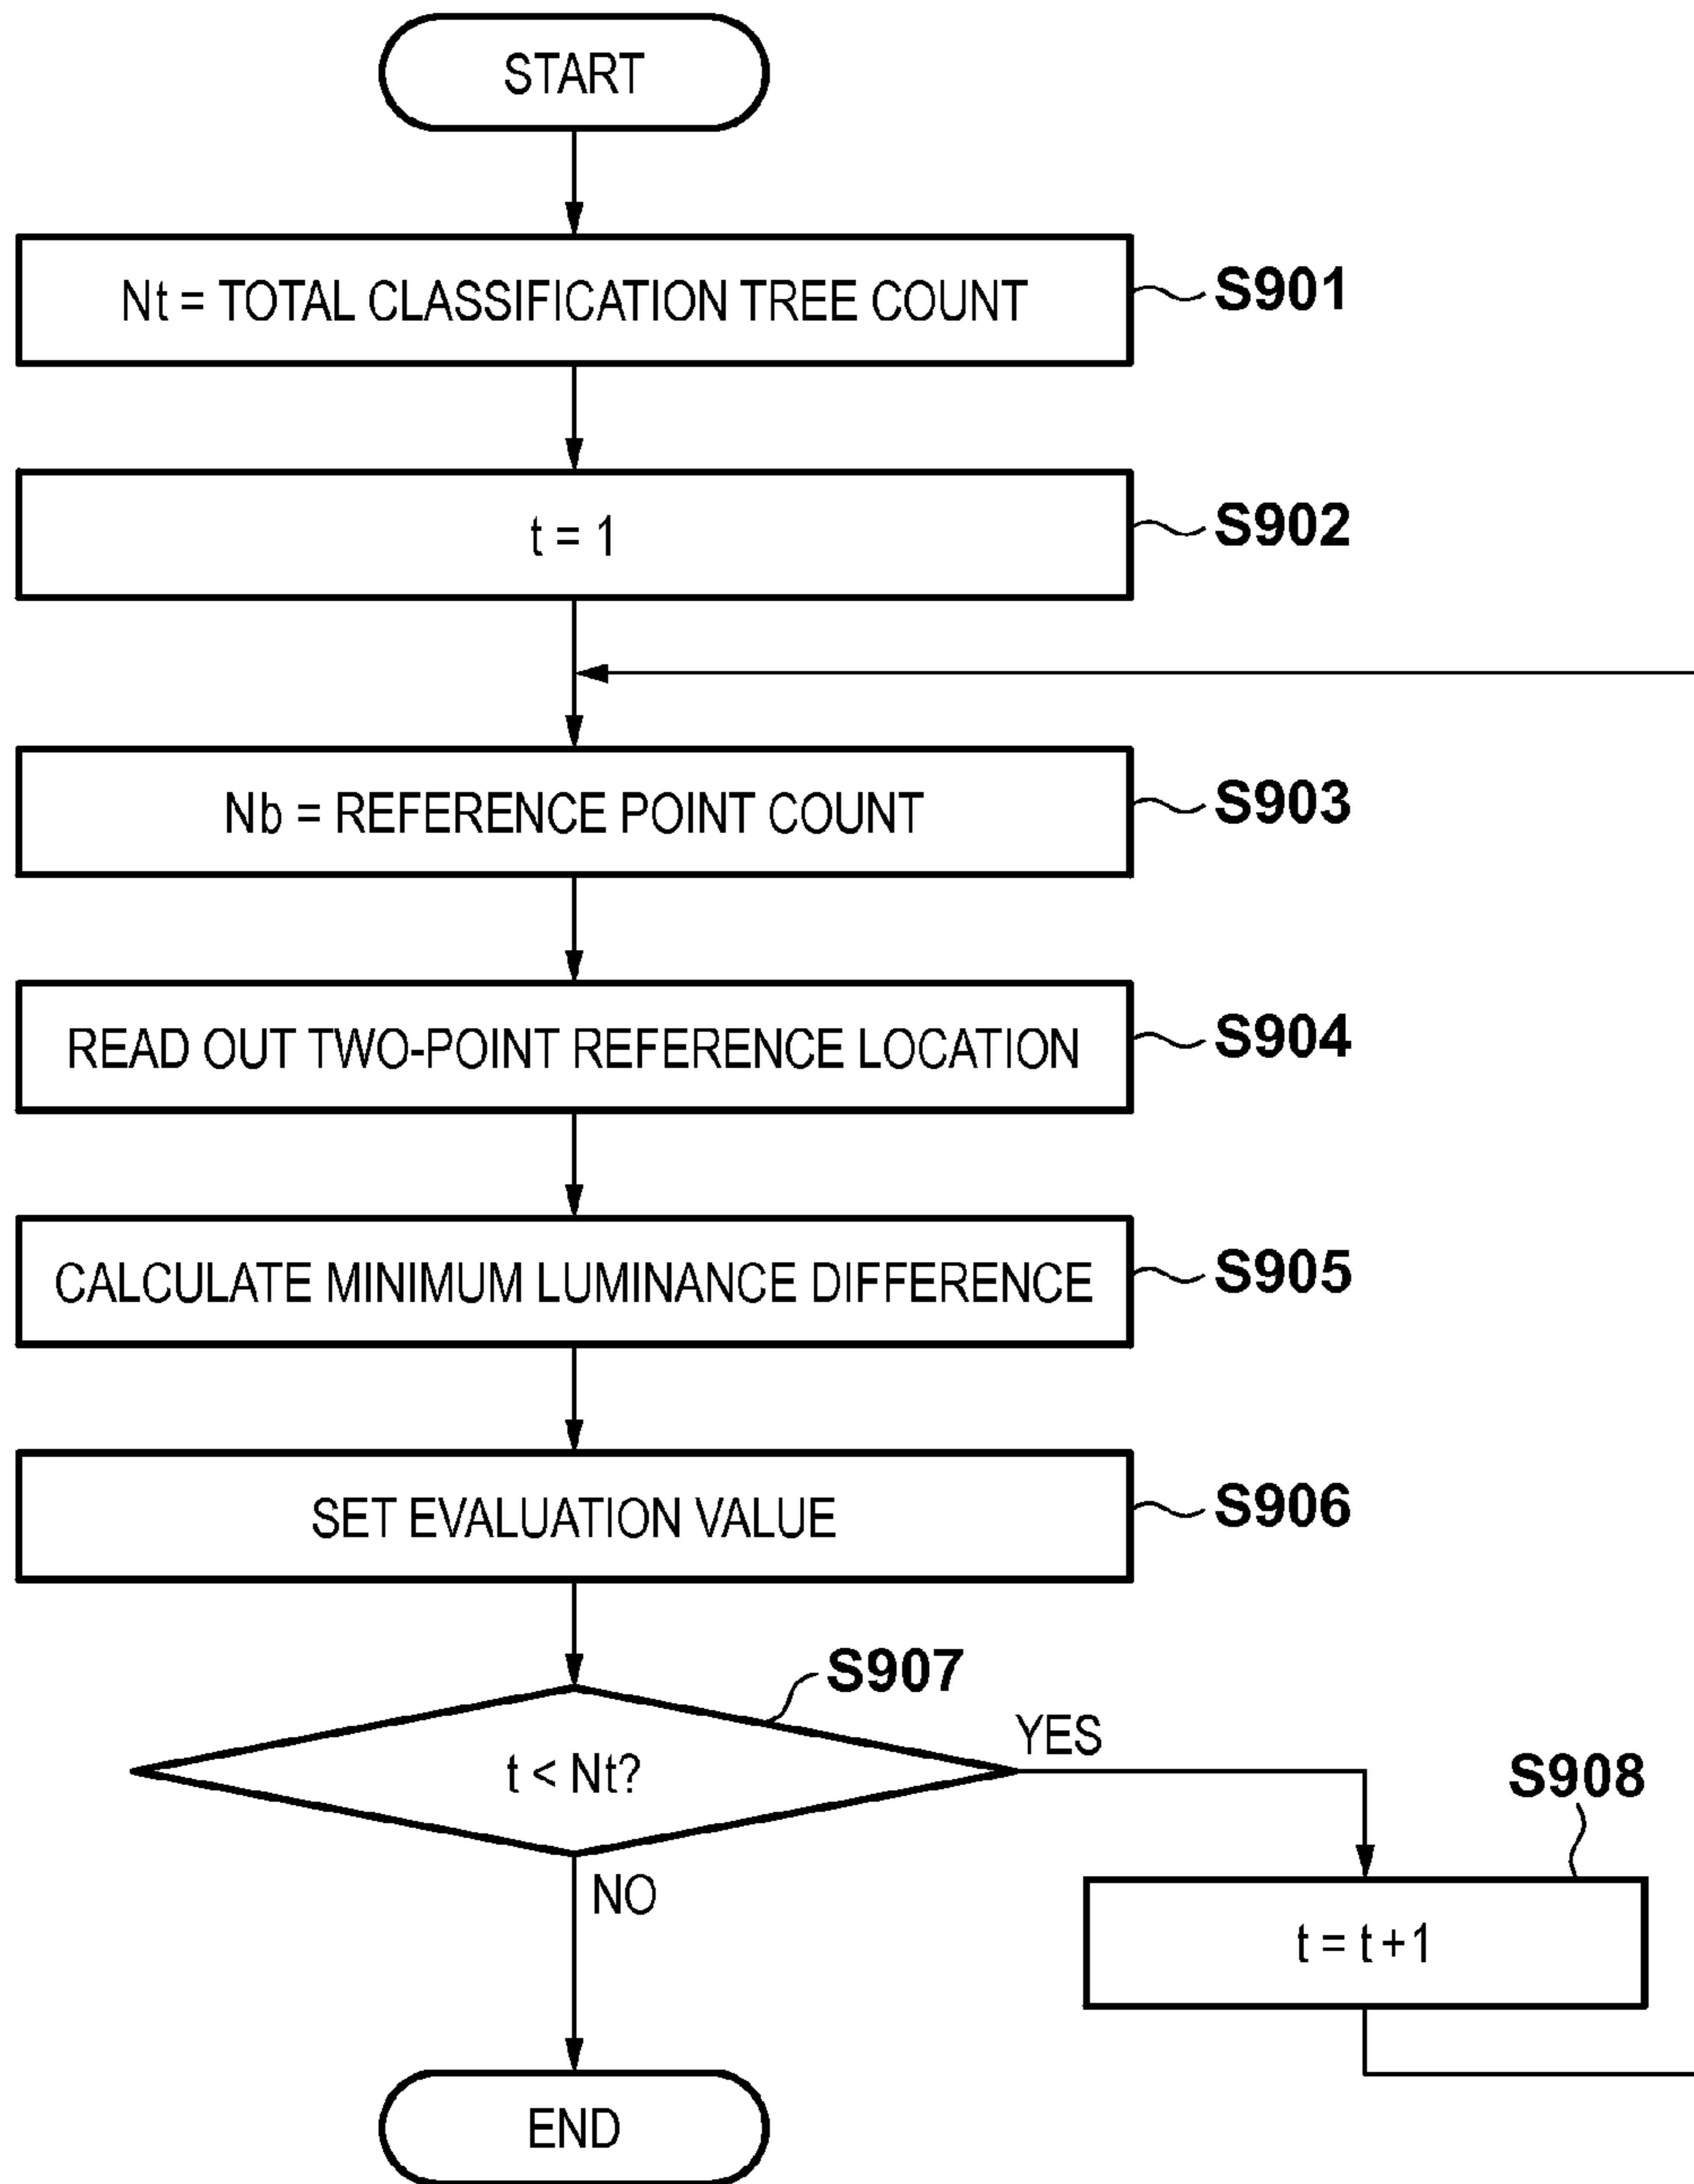 START
Nt = TOTAL CLASSIFICATION TREE COUNT
S901
t = 1
S902
Nb = REFERENCE POINT COUNT
S903
READ OUT TWO-POINT REFERENCE LOCATION
S904
CALCULATE MINIMUM LUMINANCE DIFFERENCE
S905
SET EVALUATION VALUE
S906
S907
t < Nt?
YES
NO
S908
t = t +1
END